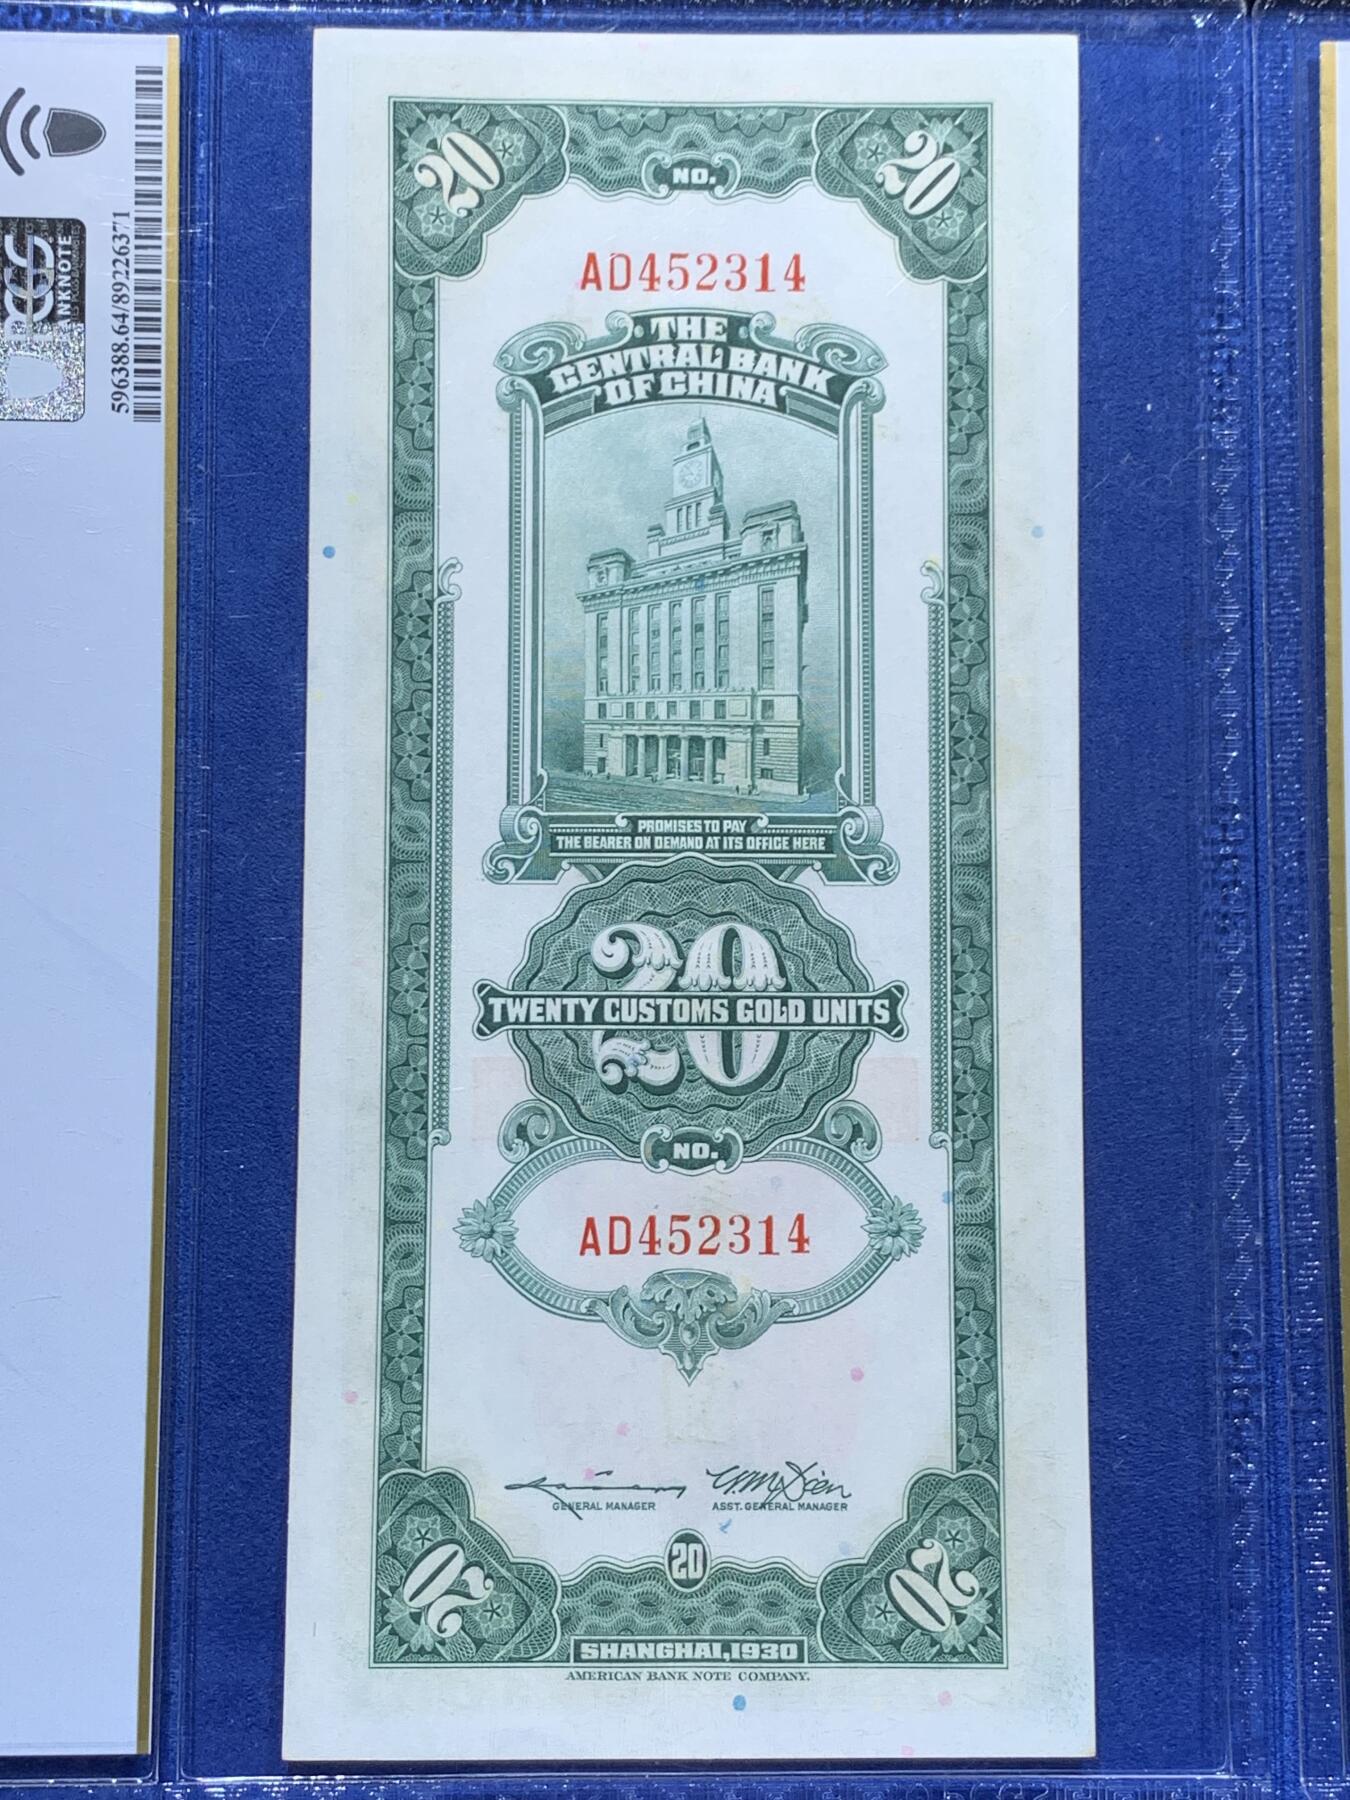 596388.64/89226371
PCGS
BANKNOTE
20
NO.
20
AD452314
THE
CENTRAL BANK
OF CHINA
PROMISES TO PAY
THE BEARER ON DEMAND AT ITS OFFICE HERE
20
TWENTY CUSTOMS GOLD UNITS
NO.
AD452314
GENERAL MANAGER
ASST. GENERAL MANAGER
20
20
20
SHANGHAI, 1930
AMERICAN BANK NOTE COMPANY.